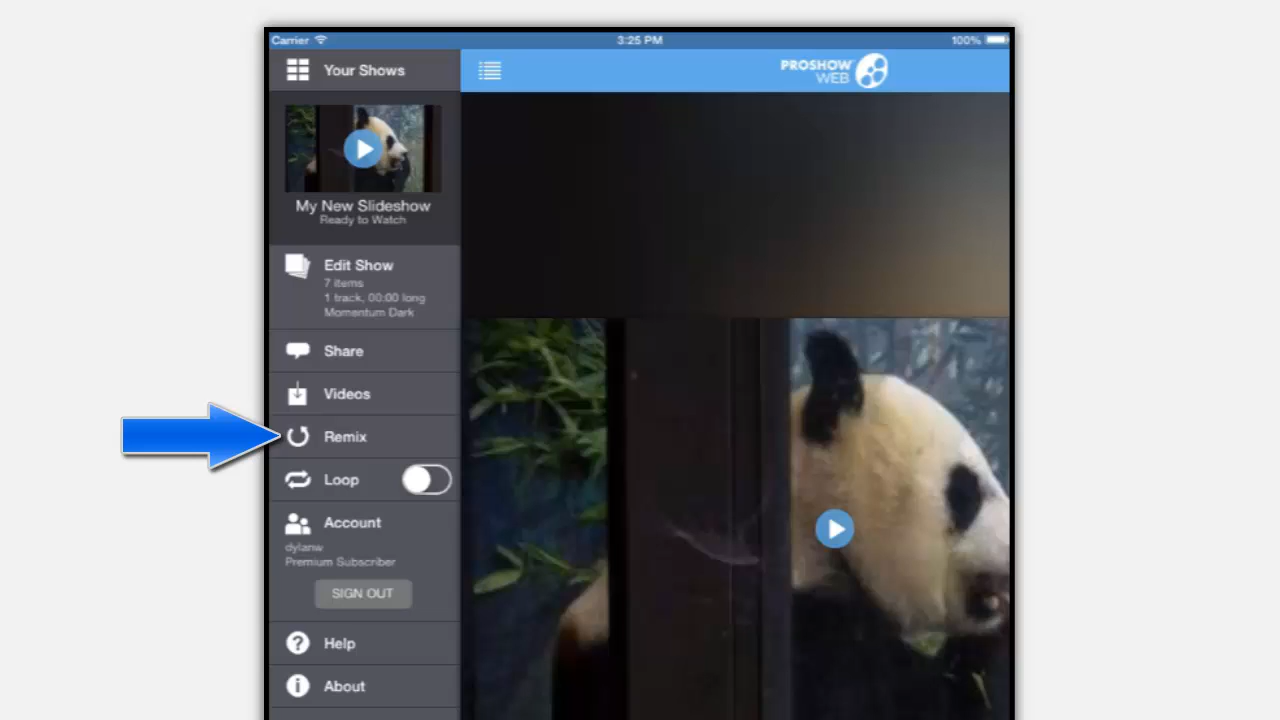 Carrier
3:25 PM
100%
Your Shows
PROSHOW
WEB
My New Slideshow
Ready to Watch
Edit Show
7 items
1 track, 00:00 long
Momentum Dark
Share
Videos
Remix
Loop
Account
dylanw
Premium Subscriber
SIGN OUT
Help
About